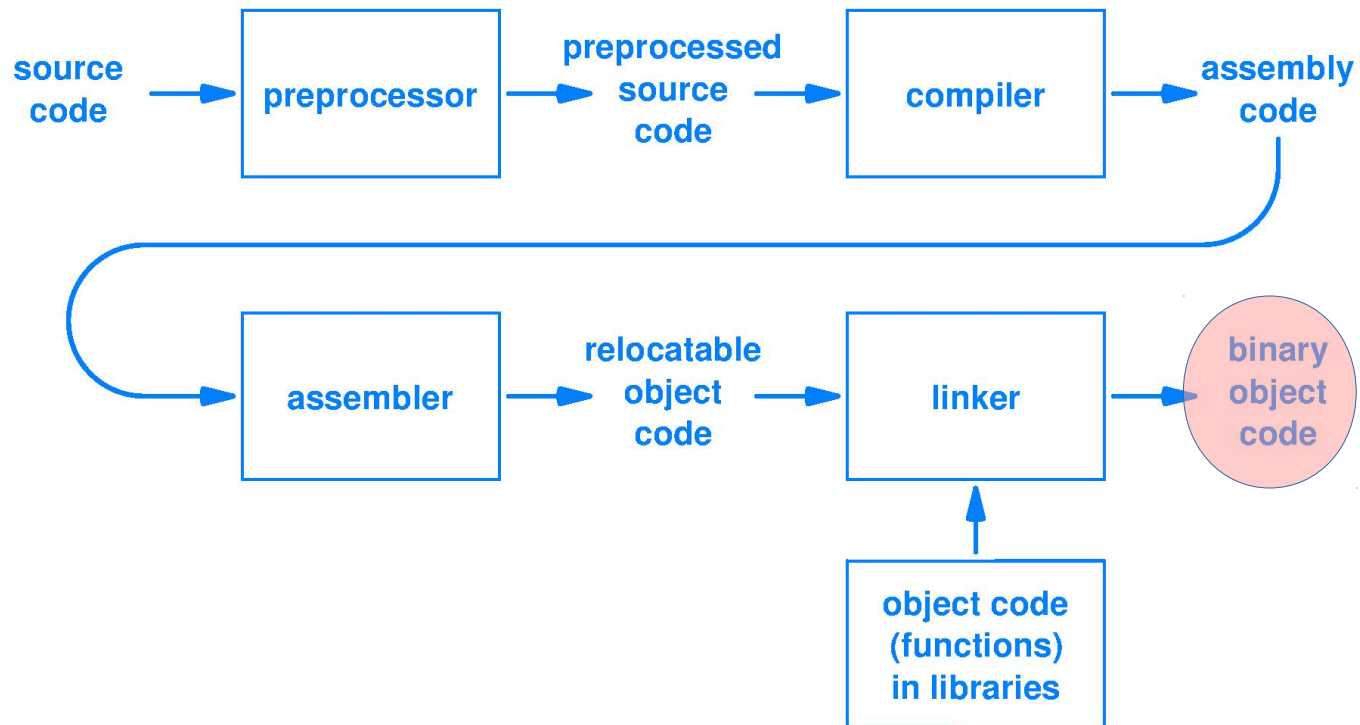 source
code
preprocessor
preprocessed
source
code
compiler
assembly
code
assembler
relocatable
object
code
linker
binary
object
code
object code
(functions)
in libraries